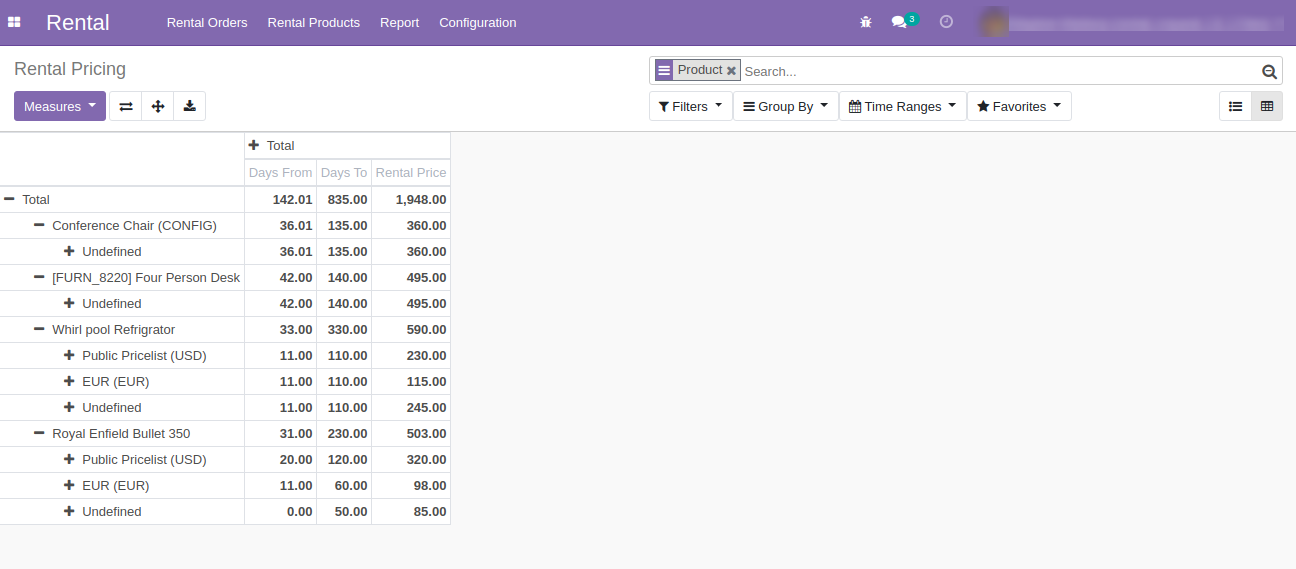 Rental Rental Orders Rental Products Report Configuration 3
Rental Pricing Product Search...
Measures Filters Group By Time Ranges Favorites
Total
Days From Days To Rental Price
Total 142.01 835.00 1,948.00
Conference Chair (CONFIG) 36.01 135.00 360.00
Undefined 36.01 135.00 360.00
[FURN_8220] Four Person Desk 42.00 140.00 495.00
Undefined 42.00 140.00 495.00
Whirl pool Refrigrator 33.00 330.00 590.00
Public Pricelist (USD) 11.00 110.00 230.00
EUR (EUR) 11.00 110.00 115.00
Undefined 11.00 110.00 245.00
Royal Enfield Bullet 350 31.00 230.00 503.00
Public Pricelist (USD) 20.00 120.00 320.00
EUR (EUR) 11.00 60.00 98.00
Undefined 0.00 50.00 85.00